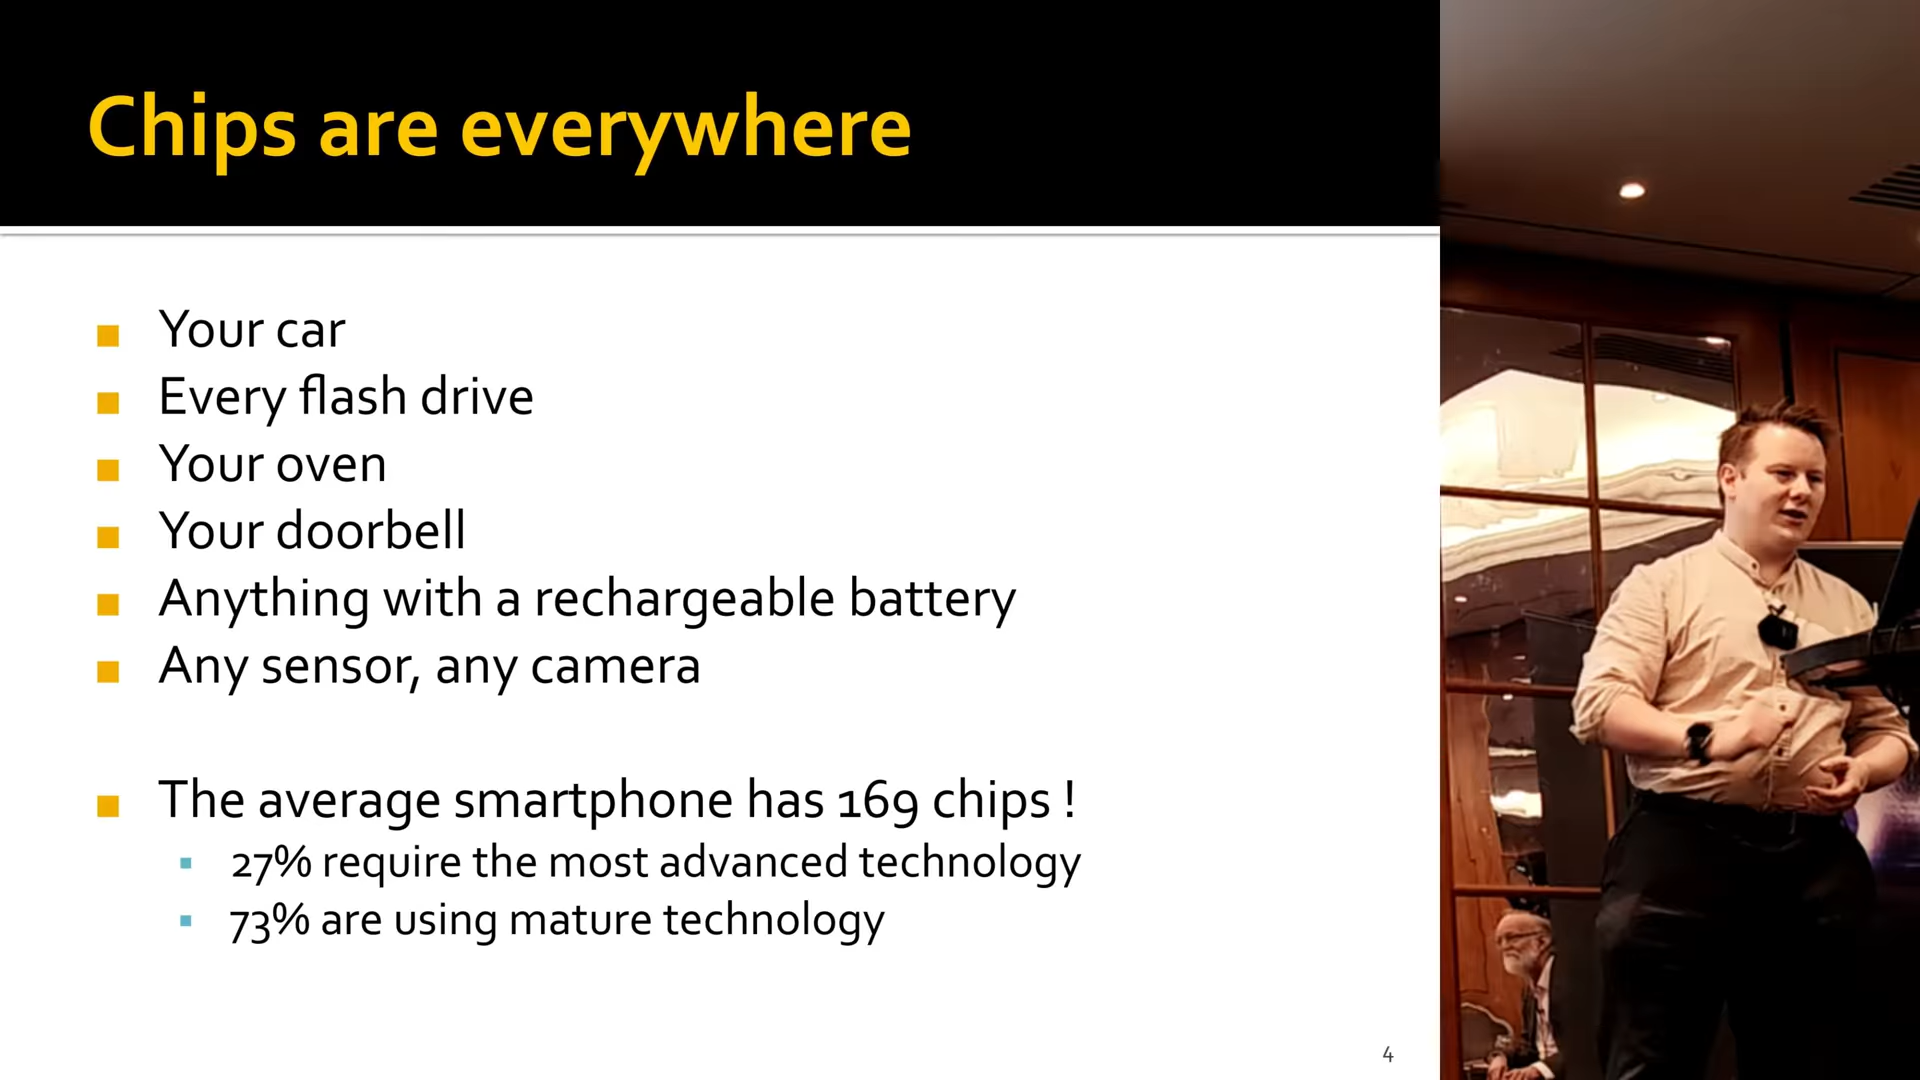 Chips are everywhere
Your car
Every flash drive
Your oven
Your doorbell
Anything with a rechargeable battery
Any sensor, any camera
The average smartphone has 169 chips !
27% require the most advanced technology
73% are using mature technology
4